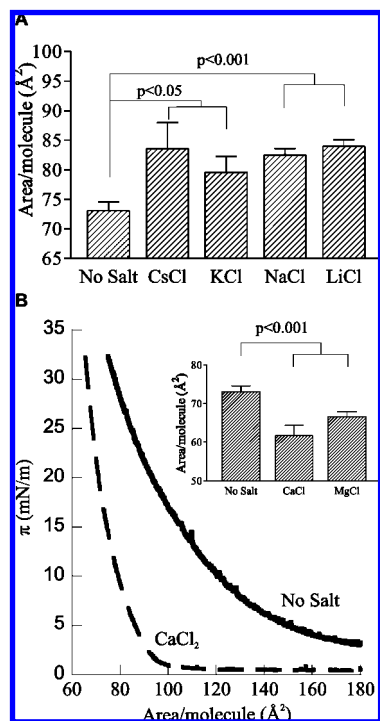 A
Area/molecule (Å²)
100
95
90
85
80
75
70
65
p<0.001
p<0.05
No Salt CsCl KCl NaCl LiCl
B
π (mN/m)
35
30
25
20
15
10
5
0
Area/molecule (Å²)
80
70
60
50
p<0.001
No Salt CaCl MgCl
No Salt
CaCl₂
60 80 100 120 140 160 180
Area/molecule (Å²)